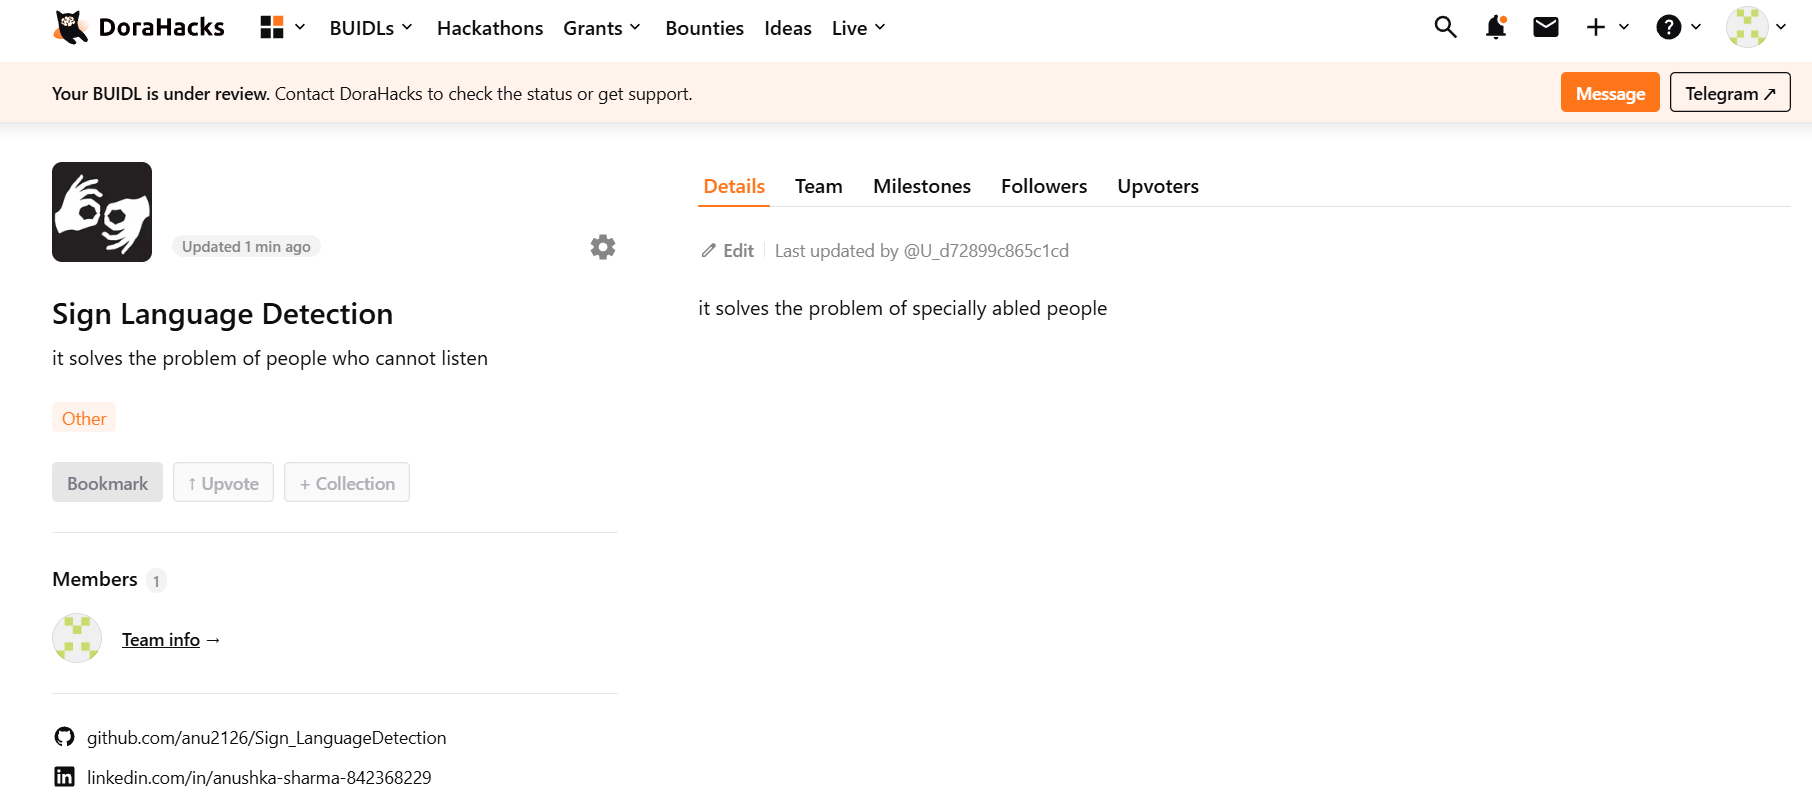 DoraHacks BUIDLs Hackathons Grants Bounties Ideas Live
Your BUIDL is under review. Contact DoraHacks to check the status or get support. Message Telegram ↗
Updated 1 min ago
Sign Language Detection
it solves the problem of people who cannot listen
Other
Bookmark ↑ Upvote + Collection
Members 1
Team info →
github.com/anu2126/Sign_LanguageDetection
linkedin.com/in/anushka-sharma-842368229
Details Team Milestones Followers Upvoters
Edit Last updated by @U_d72899c865c1cd
it solves the problem of specially abled people